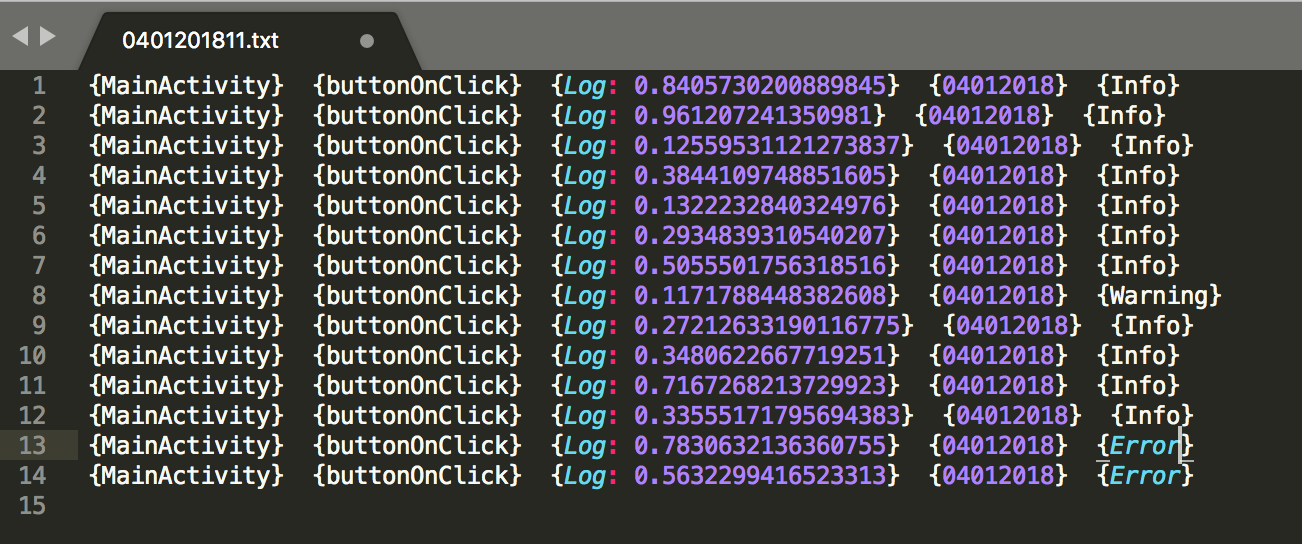 0401201811.txt
1 {MainActivity} {buttonOnClick} {Log: 0.8405730200889845} {04012018} {Info}
2 {MainActivity} {buttonOnClick} {Log: 0.961207241350981} {04012018} {Info}
3 {MainActivity} {buttonOnClick} {Log: 0.12559531121273837} {04012018} {Info}
4 {MainActivity} {buttonOnClick} {Log: 0.3844109748851605} {04012018} {Info}
5 {MainActivity} {buttonOnClick} {Log: 0.1322232840324976} {04012018} {Info}
6 {MainActivity} {buttonOnClick} {Log: 0.2934839310540207} {04012018} {Info}
7 {MainActivity} {buttonOnClick} {Log: 0.5055501756318516} {04012018} {Info}
8 {MainActivity} {buttonOnClick} {Log: 0.1171788448382608} {04012018} {Warning}
9 {MainActivity} {buttonOnClick} {Log: 0.272126331901167​75} {04012018} {Info}
10 {MainActivity} {buttonOnClick} {Log: 0.3480622667719251} {04012018} {Info}
11 {MainActivity} {buttonOnClick} {Log: 0.7167268213729923} {04012018} {Info}
12 {MainActivity} {buttonOnClick} {Log: 0.33555171795694383} {04012018} {Info}
13 {MainActivity} {buttonOnClick} {Log: 0.7830632136360755} {04012018} {Error}
14 {MainActivity} {buttonOnClick} {Log: 0.5632299416523313} {04012018} {Error}
15